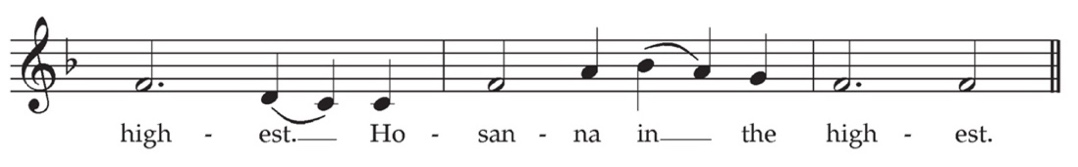 high - est. Ho - san - na in the high - est.